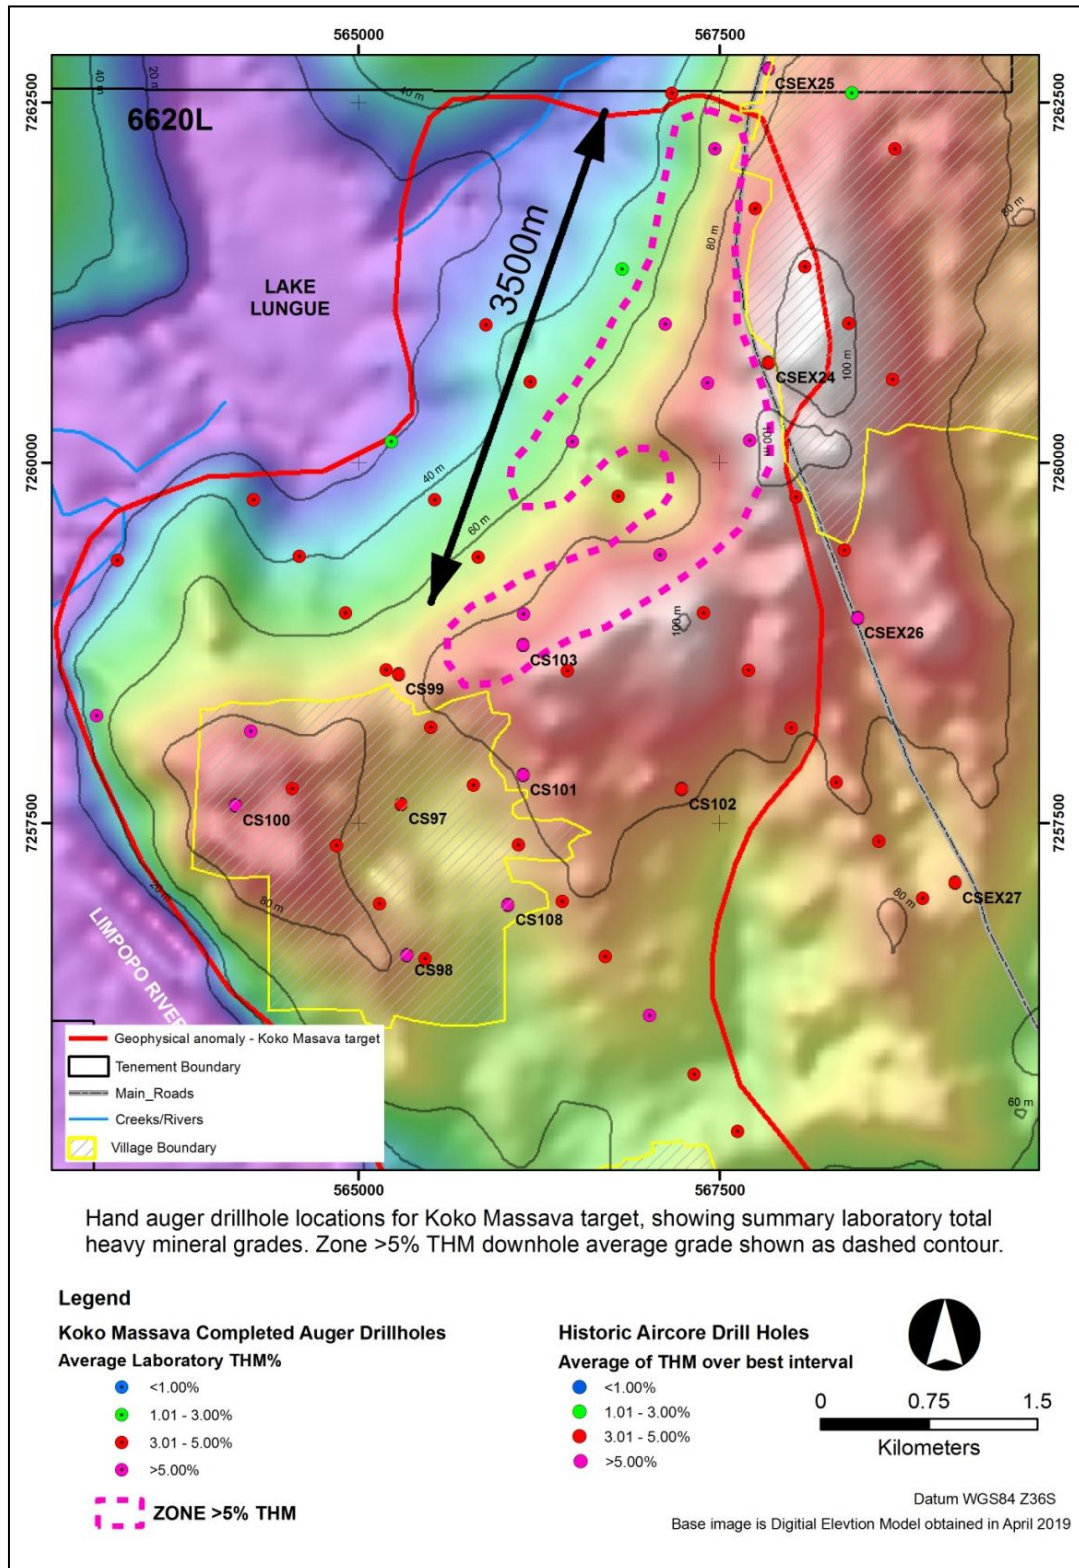 565000
567500
7262500
7262500
CSEX25
40 m
20 m
40 m
6620L
80 m
80 m
3500m
LAKE
LUNGUE
100 m
CSEX24
100 m
7260000
7260000
40 m
60 m
100 m
CSEX26
CS103
CS99
CS101
CS102
CS100
CS97
7257500
7257500
CSEX27
20 m
80 m
80 m
CS108
CS98
LIMPOPO RIVER
60 m
Geophysical anomaly - Koko Masava target
Tenement Boundary
Main_Roads
Creeks/Rivers
Village Boundary
565000
567500
Hand auger drillhole locations for Koko Massava target, showing summary laboratory total
heavy mineral grades. Zone >5% THM downhole average grade shown as dashed contour.
Legend
Koko Massava Completed Auger Drillholes
Average Laboratory THM%
<1.00%
1.01 - 3.00%
3.01 - 5.00%
>5.00%
ZONE >5% THM
Historic Aircore Drill Holes
Average of THM over best interval
<1.00%
1.01 - 3.00%
3.01 - 5.00%
>5.00%
0 0.75 1.5
Kilometers
Datum WGS84 Z36S
Base image is Digitial Elevtion Model obtained in April 2019